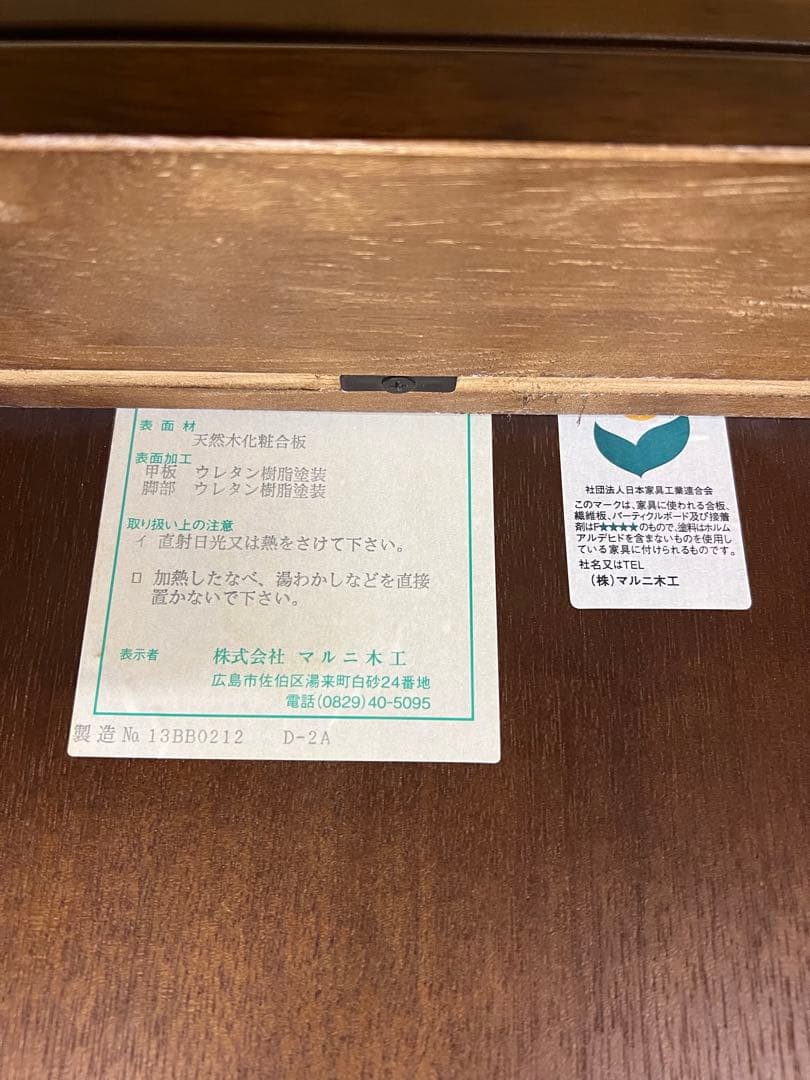 表面材
天然木化粧合板
表面加工
甲板 ウレタン樹脂塗装
脚部 ウレタン樹脂塗装
取り扱い上の注意
イ 直射日光又は熱をさけて下さい。
ロ 加熱したなべ、湯わかしなどを直接
置かないで下さい。
表示者 株式会社 マルニ木工
広島市佐伯区湯来町白砂24番地
電話(0829)40-5095
製造№13BB0212 D-2A
社団法人日本家具工業連合会
このマークは、家具に使われる合板、
繊維板、パーティクルボード及び接着
剤はF★★★★のもので、塗料はホルム
アルデヒドを含まないものを使用し
ている家具に付けられるものです。
社名又はTEL
(株)マルニ木工